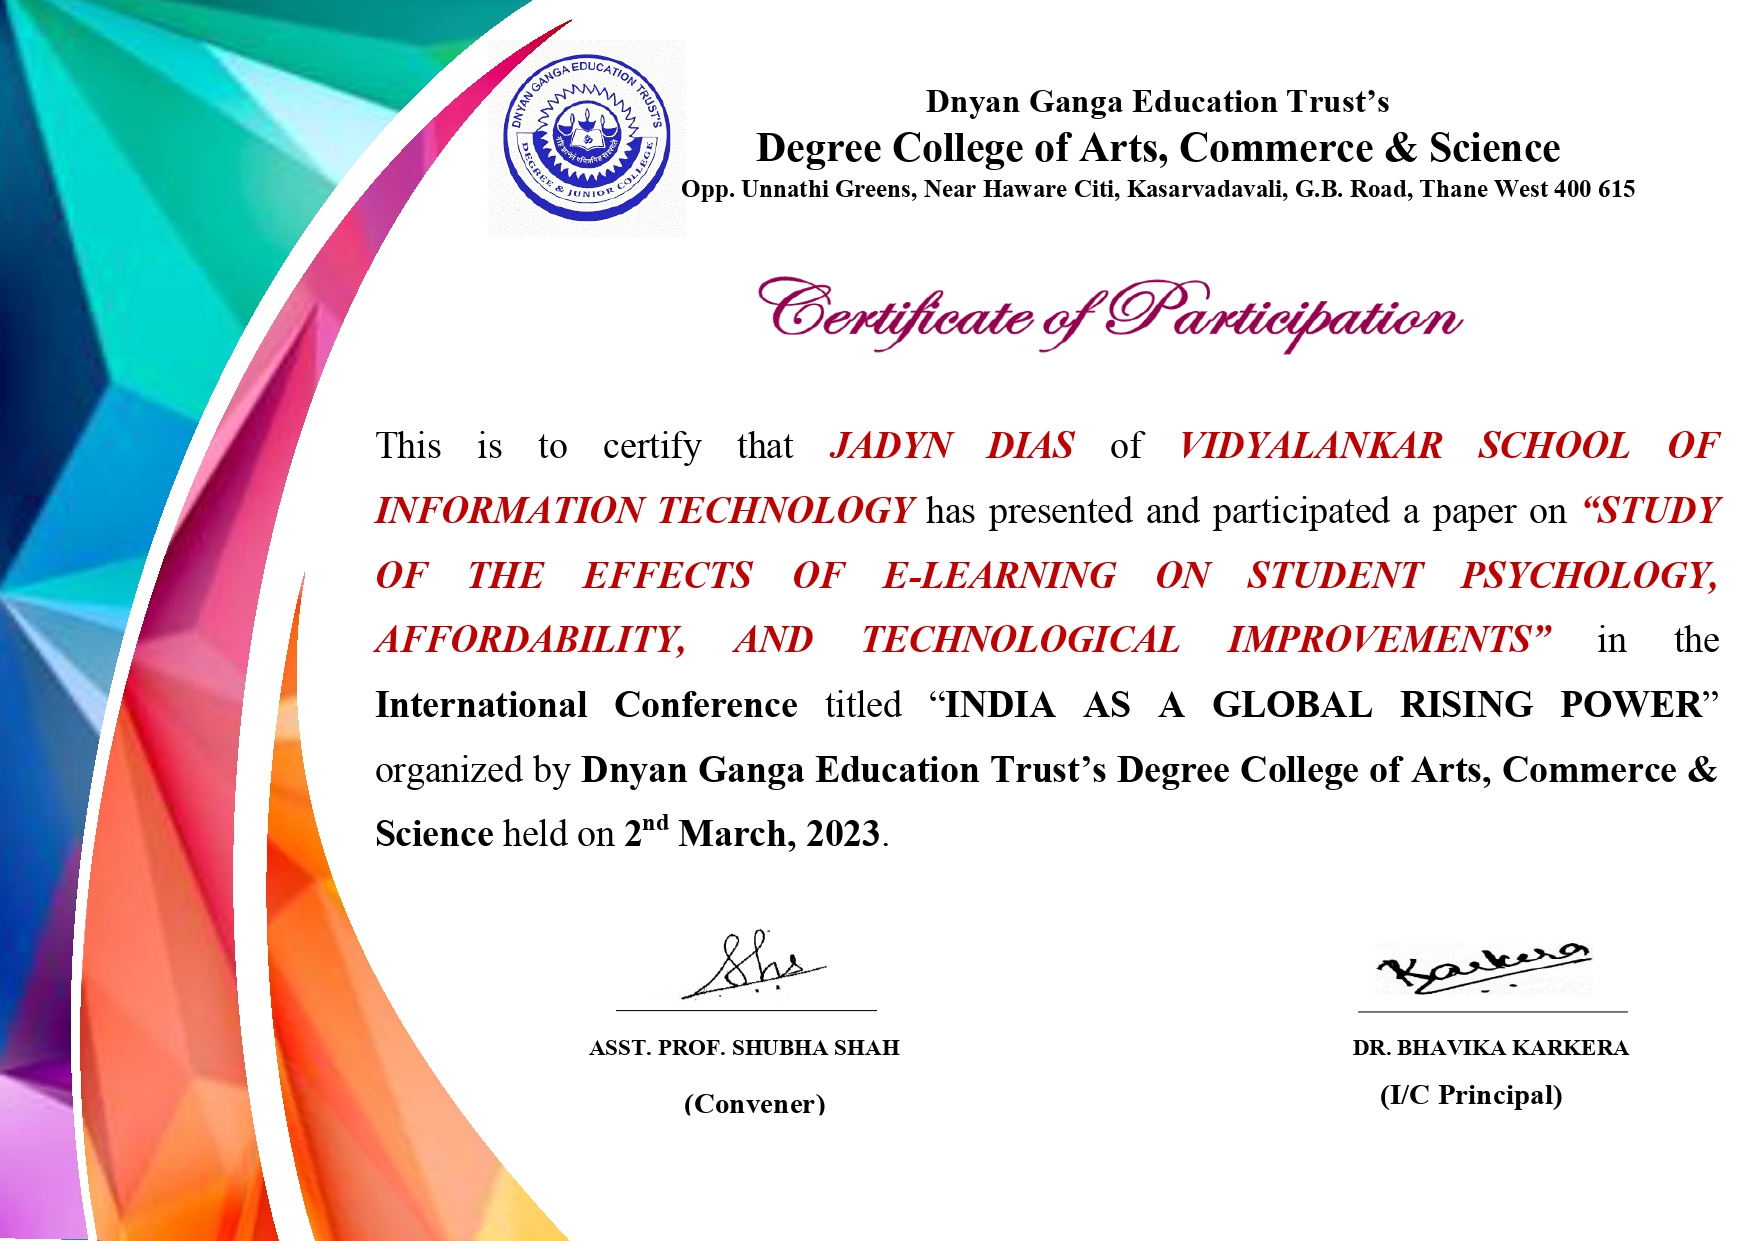 DNYAN GANGA EDUCATION TRUST'S
DEGREE & JUNIOR COLLEGE
Dnyan Ganga Education Trust’s
Degree College of Arts, Commerce & Science
Opp. Unnathi Greens, Near Haware Citi, Kasarvadavali, G.B. Road, Thane West 400 615
Certificate of Participation
This is to certify that JADYN DIAS of VIDYALANKAR SCHOOL OF
INFORMATION TECHNOLOGY has presented and participated a paper on “STUDY
OF THE EFFECTS OF E-LEARNING ON STUDENT PSYCHOLOGY,
AFFORDABILITY, AND TECHNOLOGICAL IMPROVEMENTS” in the
International Conference titled “INDIA AS A GLOBAL RISING POWER”
organized by Dnyan Ganga Education Trust’s Degree College of Arts, Commerce &
Science held on 2nd March, 2023.
Karkera
ASST. PROF. SHUBHA SHAH
DR. BHAVIKA KARKERA
(Convener)
(I/C Principal)